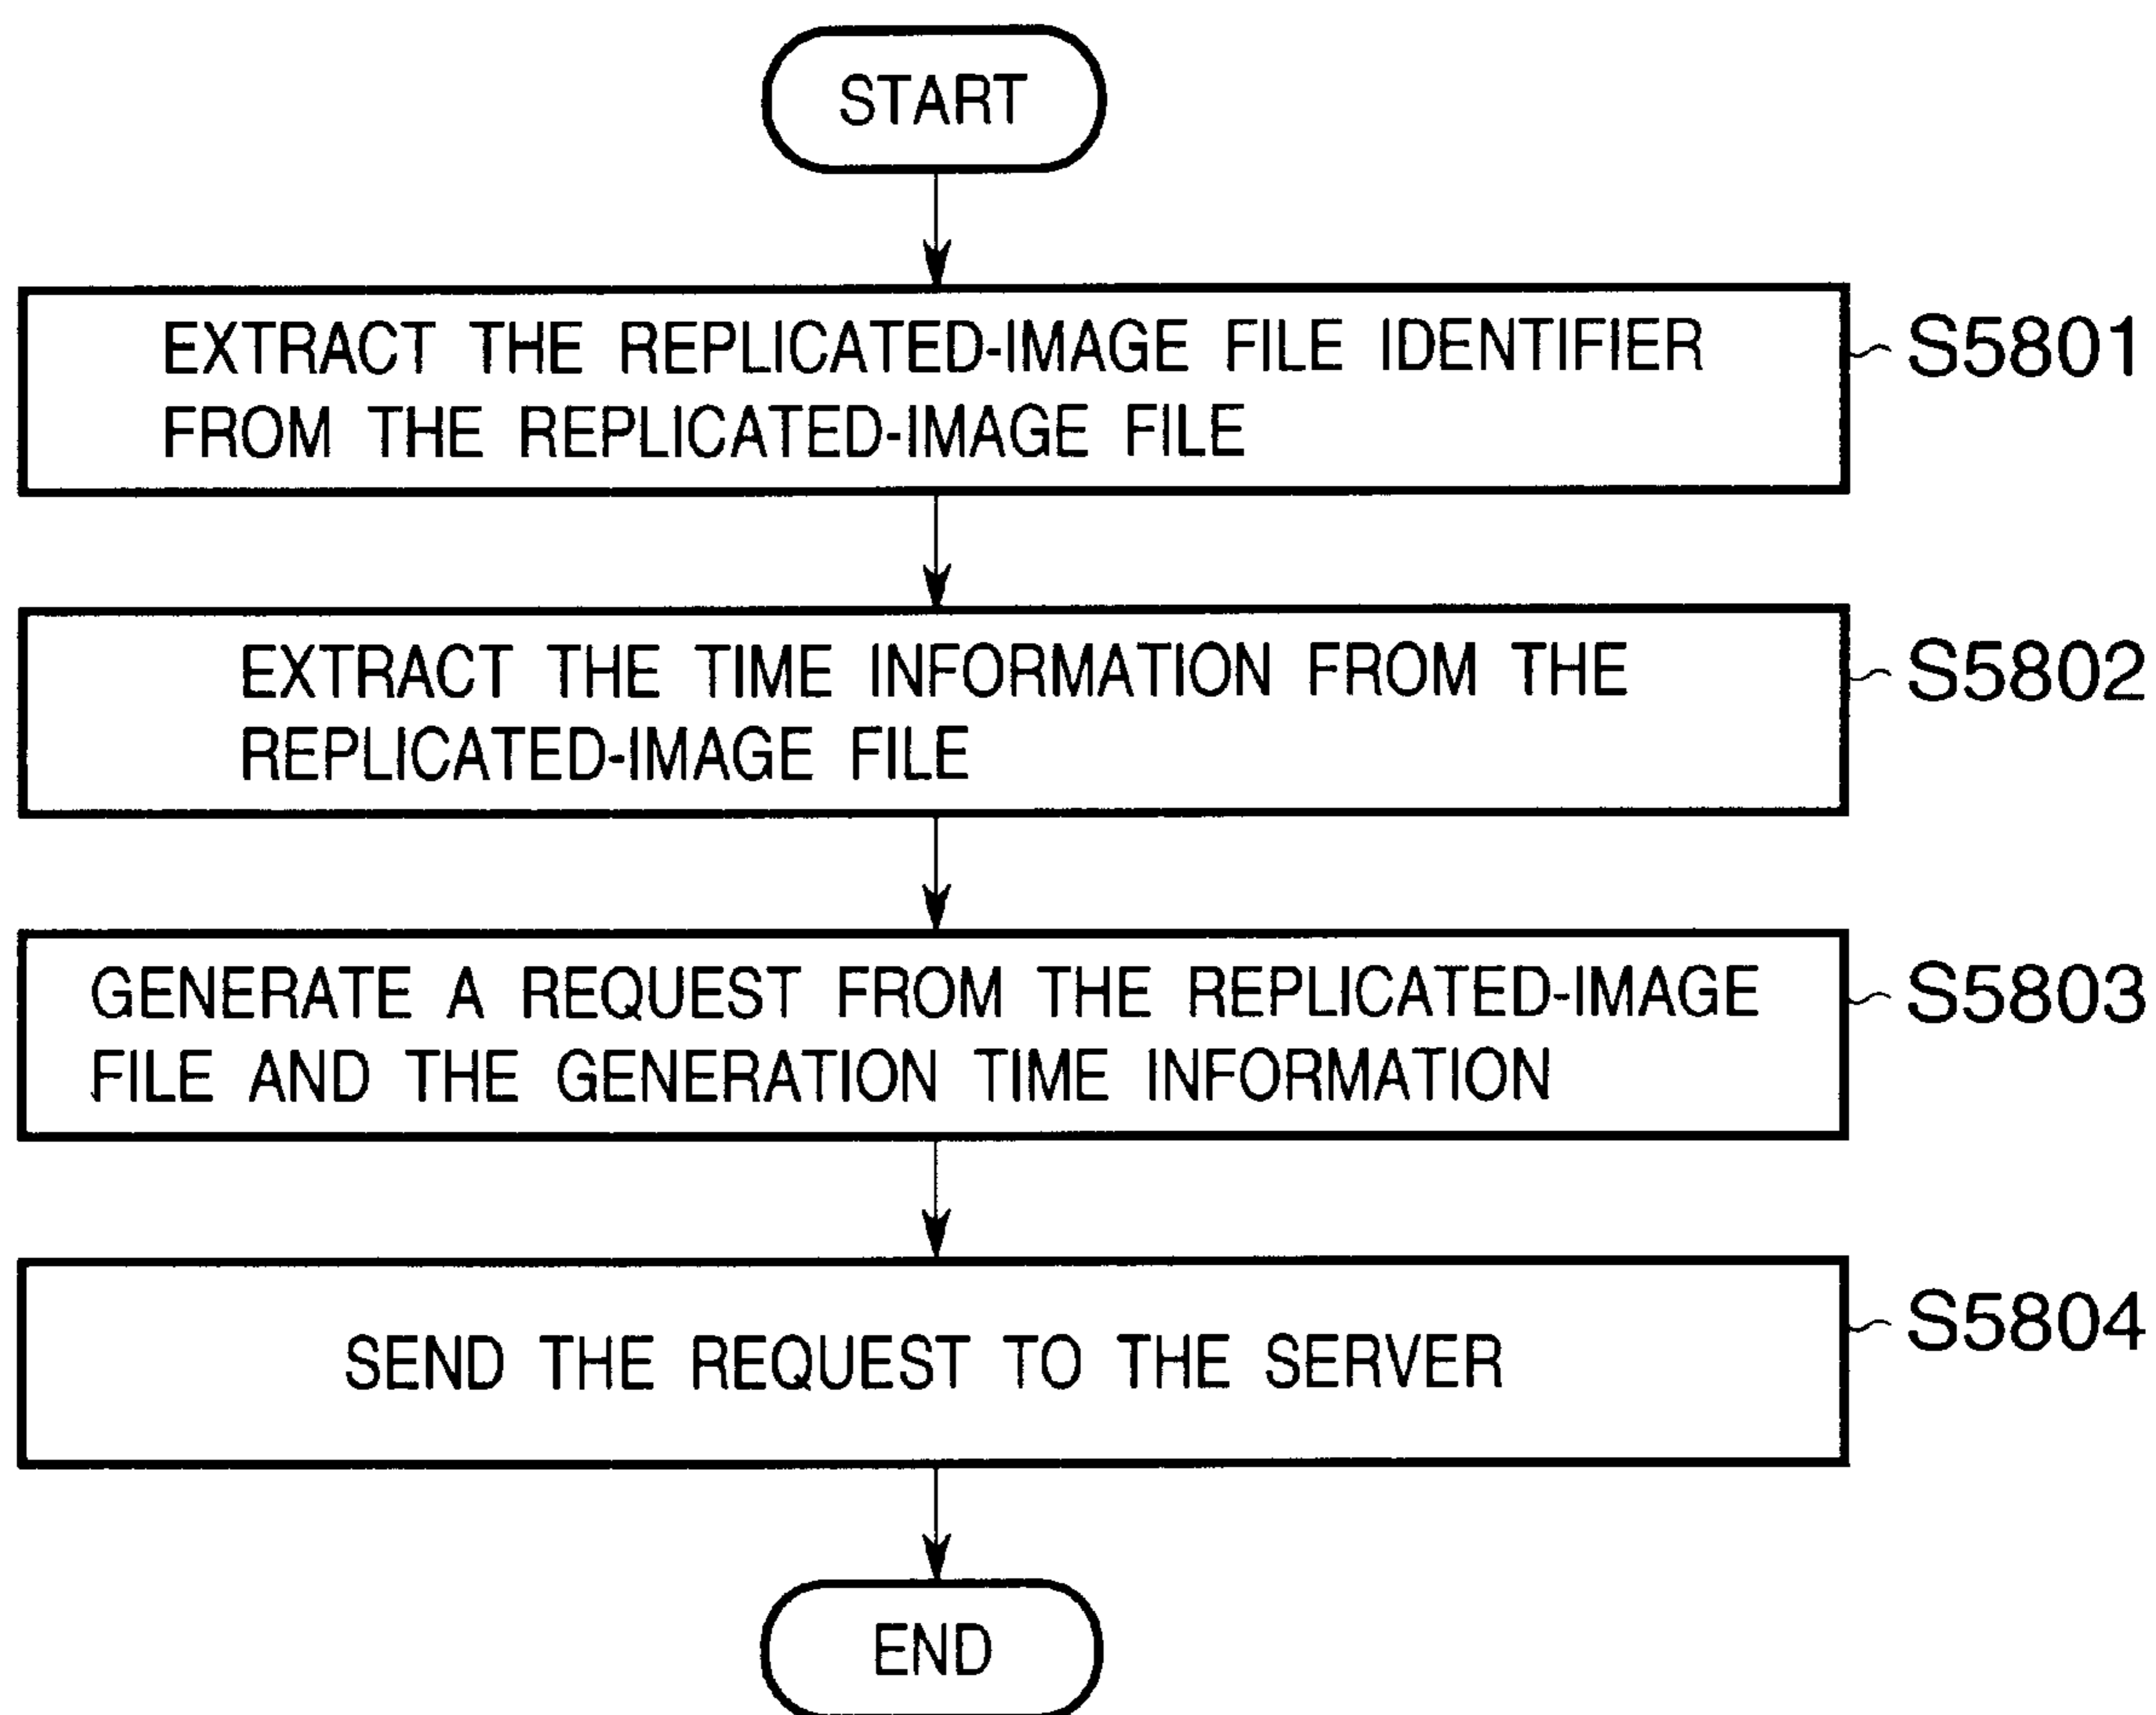 START
EXTRACT THE REPLICATED-IMAGE FILE IDENTIFIER
FROM THE REPLICATED-IMAGE FILE
S5801
EXTRACT THE TIME INFORMATION FROM THE
REPLICATED-IMAGE FILE
S5802
GENERATE A REQUEST FROM THE REPLICATED-IMAGE
FILE AND THE GENERATION TIME INFORMATION
S5803
SEND THE REQUEST TO THE SERVER
S5804
END